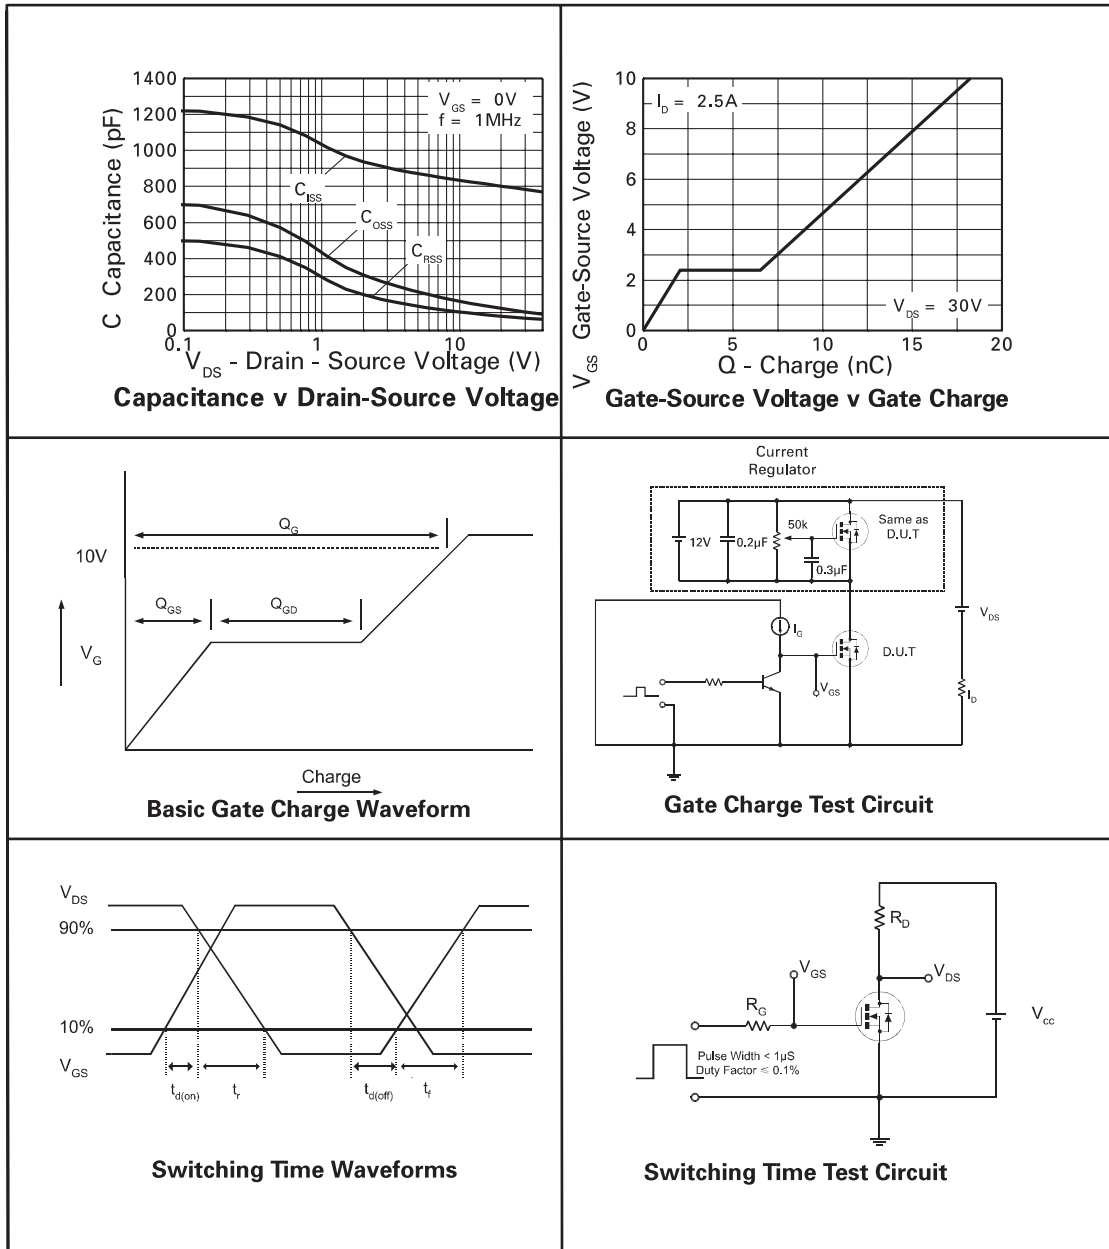 1400
1200
1000
800
600
400
200
0
0.1
1
10
C Capacitance (pF)
VGS = 0V
f = 1MHz
CISS
COSS
CRSS
VDS - Drain - Source Voltage (V)
Capacitance v Drain-Source Voltage
10
8
6
4
2
0
0
5
10
15
20
VGS Gate-Source Voltage (V)
ID = 2.5A
VDS = 30V
Q - Charge (nC)
Gate-Source Voltage v Gate Charge
QG
10V
QGS
QGD
VG
Charge
Basic Gate Charge Waveform
Current
Regulator
12V
0.2µF
50k
0.3µF
Same as
D.U.T
IG
VDS
D.U.T
VGS
ID
Gate Charge Test Circuit
VDS
90%
10%
VGS
td(on)
tr
td(off)
tf
Switching Time Waveforms
RD
VGS
VDS
RG
Vcc
Pulse Width < 1µS
Duty Factor ≤ 0.1%
Switching Time Test Circuit